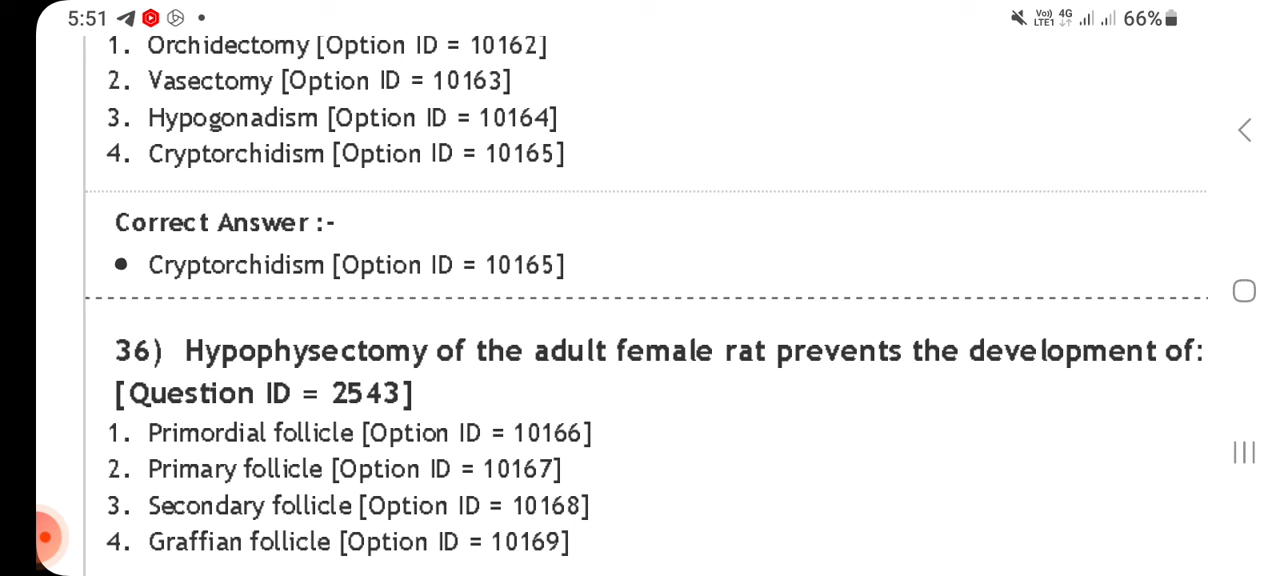 5:51
Vo) LTE1 4G 66%
1. Orchidectomy [Option ID = 10162]
2. Vasectomy [Option ID = 10163]
3. Hypogonadism [Option ID = 10164]
4. Cryptorchidism [Option ID = 10165]
Correct Answer :-
• Cryptorchidism [Option ID = 10165]
36) Hypophysectomy of the adult female rat prevents the development of:
[Question ID = 2543]
1. Primordial follicle [Option ID = 10166]
2. Primary follicle [Option ID = 10167]
3. Secondary follicle [Option ID = 10168]
4. Graffian follicle [Option ID = 10169]